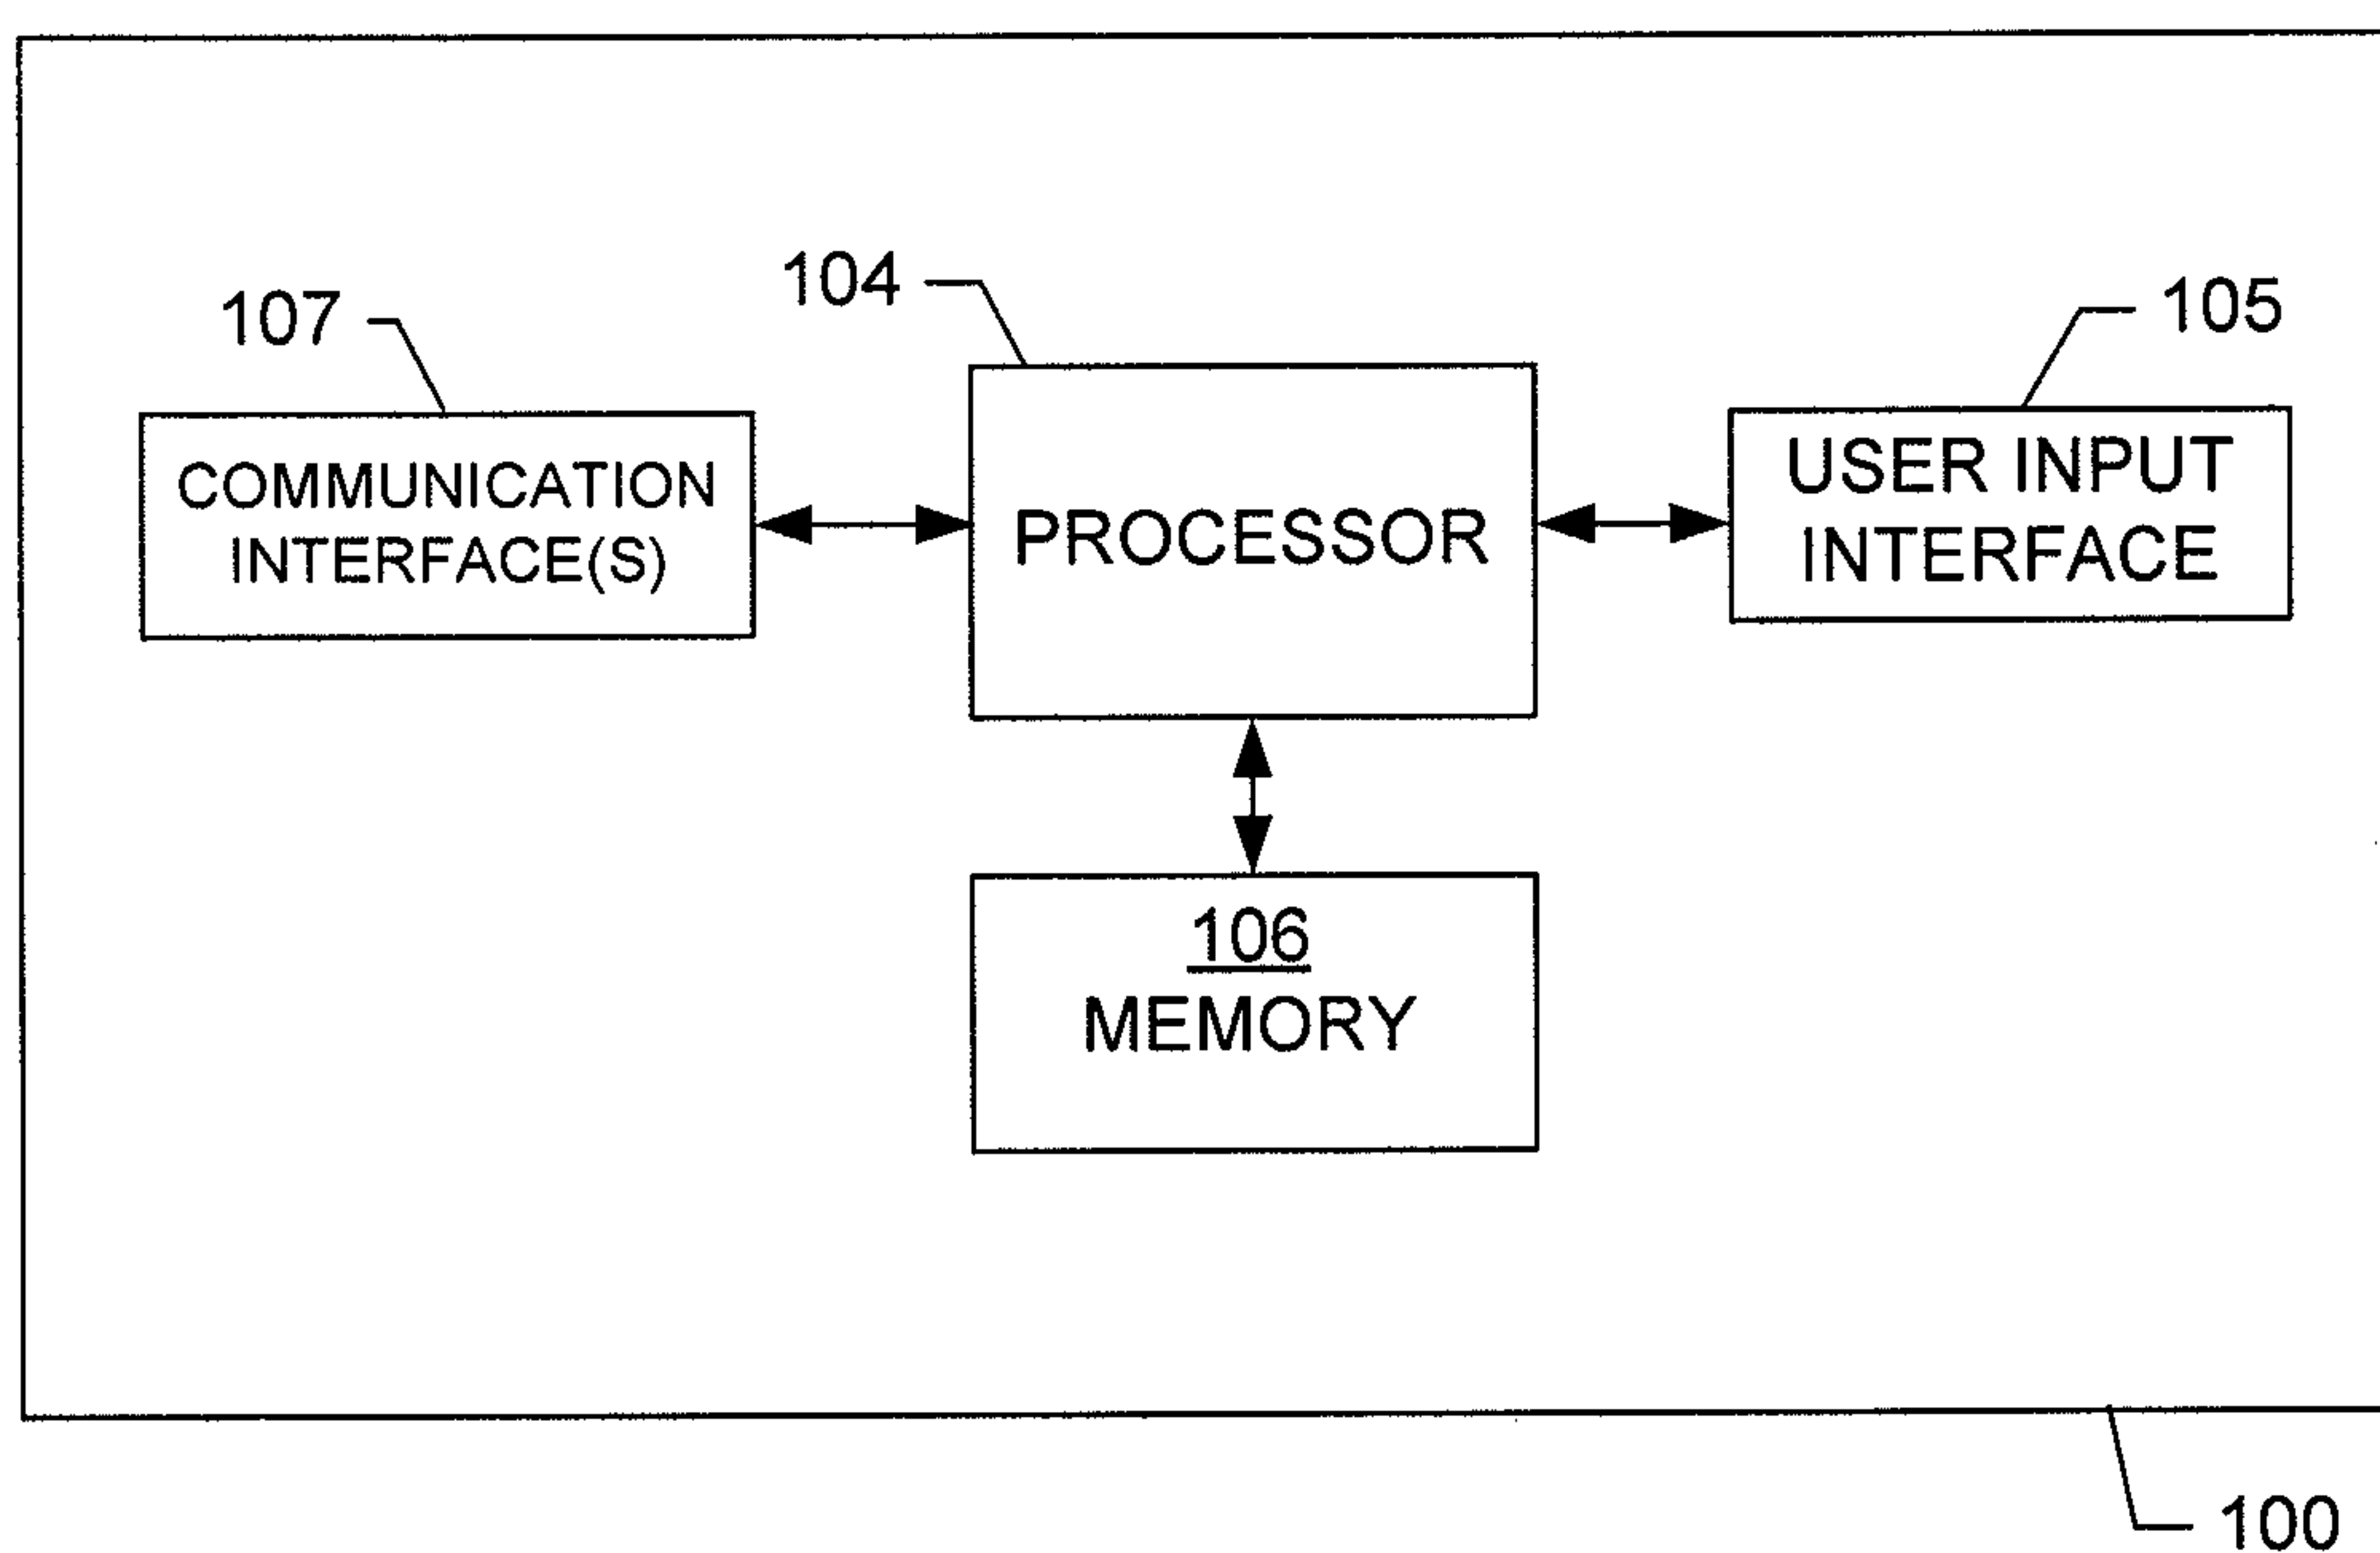 104
107
105
COMMUNICATION
INTERFACE(S)
PROCESSOR
USER INPUT
INTERFACE
106
MEMORY
100